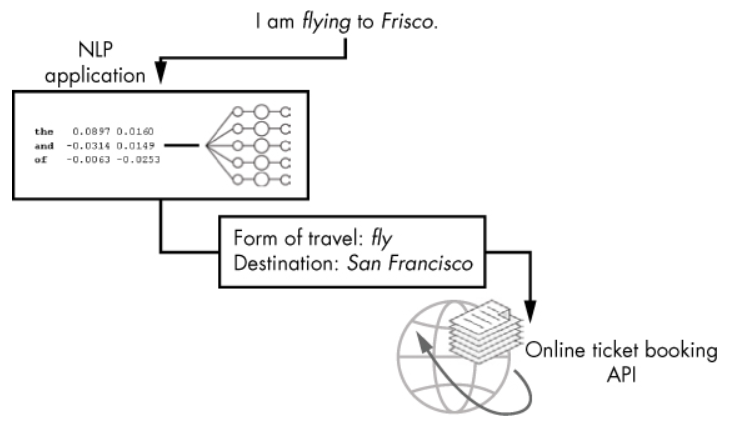 I am flying to Frisco.
NLP
application
the 0.0897 0.0160
and -0.0314 0.0149
of -0.0063 -0.0253
Form of travel: fly
Destination: San Francisco
Online ticket booking
API